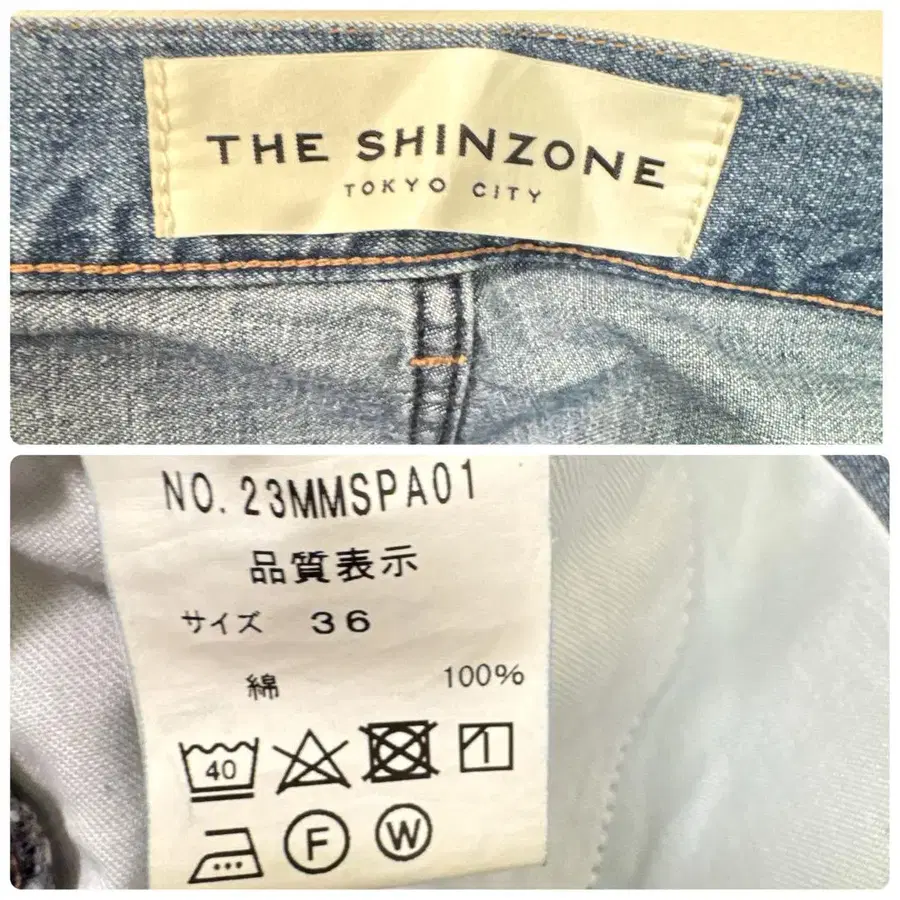 THE SHINZONE
TOKYO CITY
NO. 23MMSPA01
品質表示
サイズ 36
綿 100%
40
F W